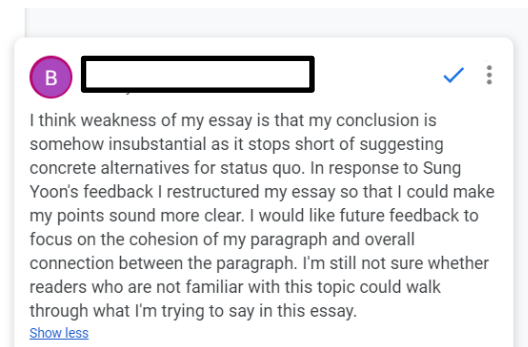 B
I think weakness of my essay is that my conclusion is
somehow insubstantial as it stops short of suggesting
concrete alternatives for status quo. In response to Sung
Yoon's feedback I restructured my essay so that I could make
my points sound more clear. I would like future feedback to
focus on the cohesion of my paragraph and overall
connection between the paragraph. I'm still not sure whether
readers who are not familiar with this topic could walk
through what I'm trying to say in this essay.
Show less